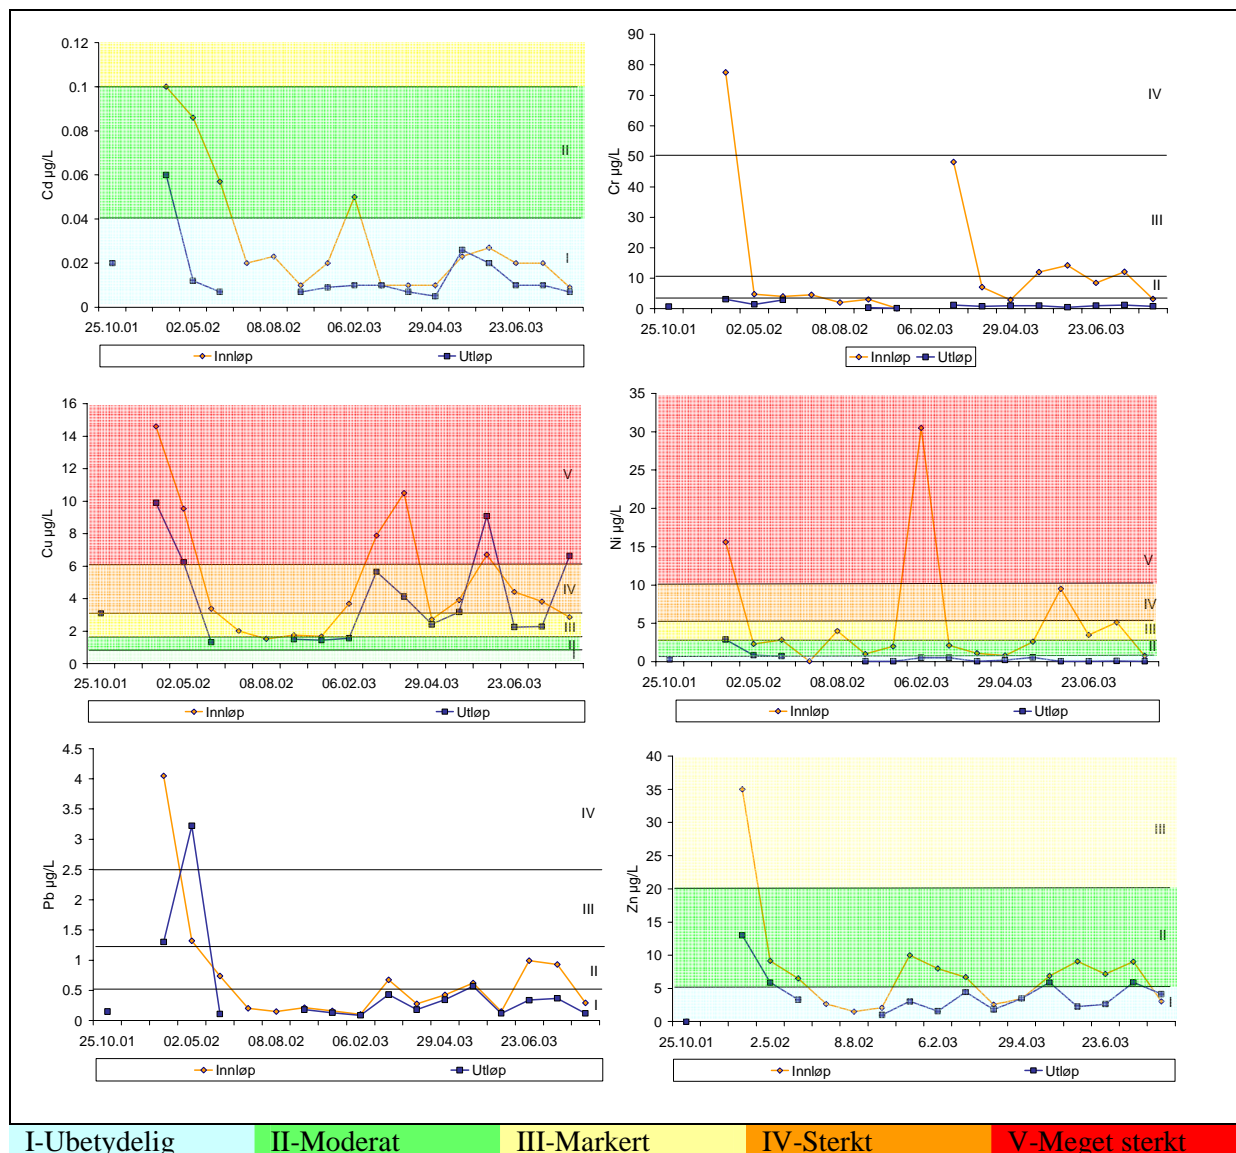 0.12
0.1
0.08
0.06
0.04
0.02
0
Cd µg/L
II
I
25.10.01 02.05.02 08.08.02 06.02.03 29.04.03 23.06.03
Innløp Utløp
90
80
70
60
50
40
30
20
10
0
Cr µg/L
IV
III
II
25.10.01 02.05.02 08.08.02 06.02.03 29.04.03 23.06.03
Innløp Utløp
16
14
12
10
8
6
4
2
0
Cu µg/L
V
IV
III
II
I
25.10.01 02.05.02 08.08.02 06.02.03 29.04.03 23.06.03
Innløp Utløp
35
30
25
20
15
10
5
0
Ni µg/L
V
IV
III
II
25.10.01 02.05.02 08.08.02 06.02.03 29.04.03 23.06.03
Innløp Utløp
4.5
4
3.5
3
2.5
2
1.5
1
0.5
0
Pb µg/L
IV
III
II
I
25.10.01 02.05.02 08.08.02 06.02.03 29.04.03 23.06.03
Innløp Utløp
40
35
30
25
20
15
10
5
0
Zn µg/L
III
II
I
25.10.01 2.5.02 8.8.02 6.2.03 29.4.03 23.6.03
Innløp Utløp
I-Ubetydelig II-Moderat III-Markert IV-Sterkt V-Meget sterkt